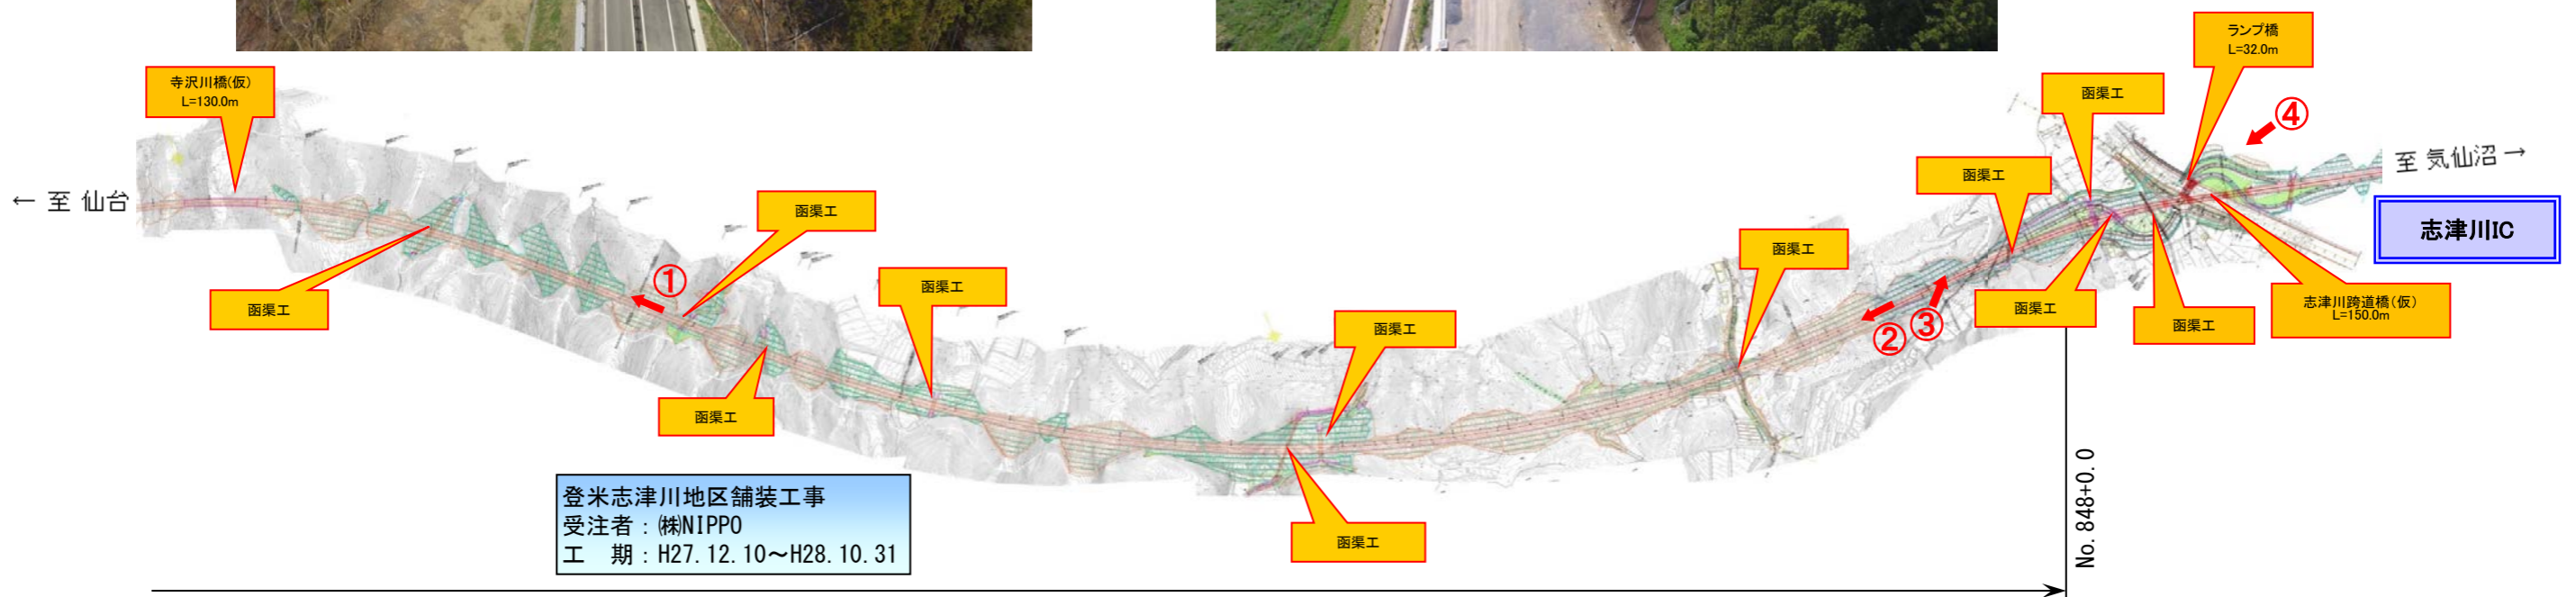 ランプ橋
L=32.0m
寺沢川橋(仮)
L=130.0m
函渠工
④
至 気仙沼 →
函渠工
← 至 仙台
函渠工
志津川IC
函渠工
①
函渠工
函渠工
函渠工
函渠工
志津川跨道橋(仮)
L=150.0m
②
③
函渠工
函渠工
函渠工
登米志津川地区舗装工事
受注者：㈱NIPPO
工 期：H27.12.10～H28.10.31
函渠工
No.848+0.0